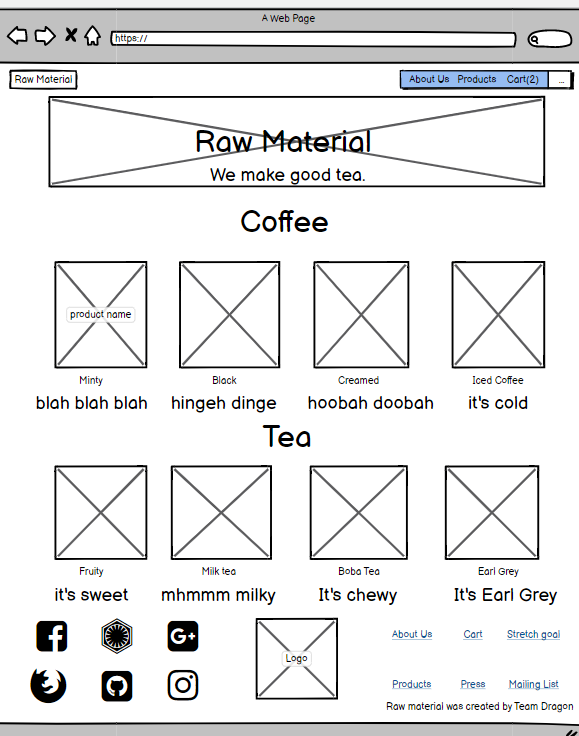 A Web Page
https://
Raw Material
About Us Products Cart(2) ...
Raw Material
We make good tea.
Coffee
product name
Minty Black Creamed Iced Coffee
blah blah blah hingeh dinge hoobah doobah it's cold
Tea
Fruity Milk tea Boba Tea Earl Grey
it's sweet mhmmm milky It's chewy It's Earl Grey
G+
Logo
About Us Cart Stretch goal
Products Press Mailing List
Raw material was created by Team Dragon